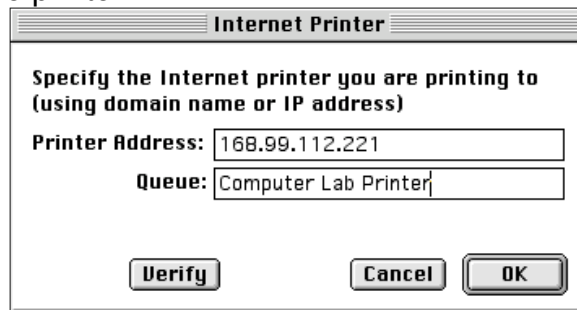 Internet Printer
Specify the Internet printer you are printing to
(using domain name or IP address)
Printer Address: 168.99.112.221
Queue: Computer Lab Printer
Verify Cancel OK